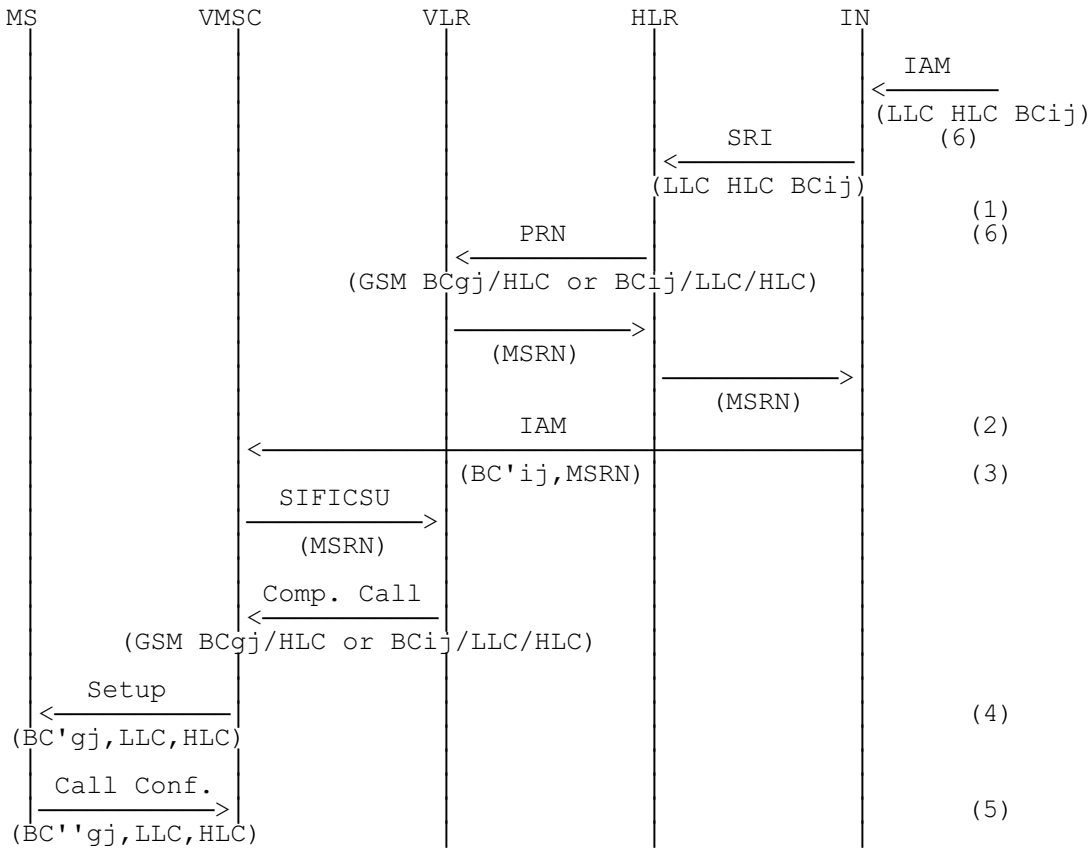 MS VMSC VLR HLR IN
IAM
(LLC HLC BCij)
(6)
SRI
(LLC HLC BCij)
(1)
PRN (6)
(GSM BCgj/HLC or BCij/LLC/HLC)
(MSRN)
(MSRN)
IAM (2)
(BC'ij,MSRN) (3)
SIFICSU
(MSRN)
Comp. Call
(GSM BCgj/HLC or BCij/LLC/HLC)
Setup
(4)
(BC'gj,LLC,HLC)
Call Conf.
(5)
(BC''gj,LLC,HLC)